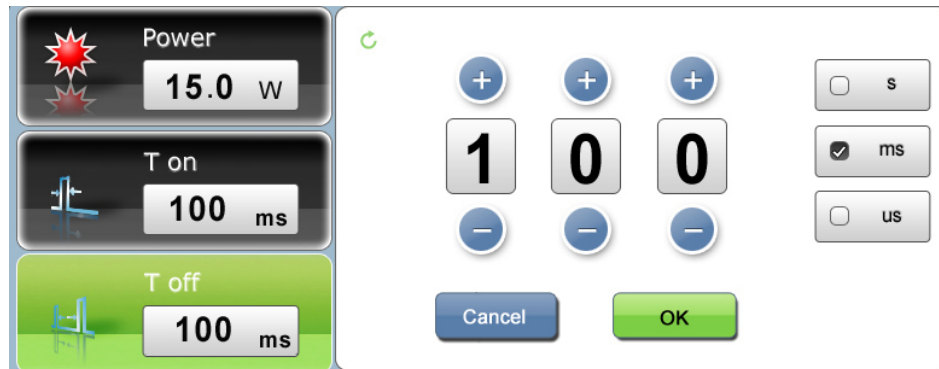 Power
15.0 W
T on
100 ms
T off
100 ms
+ + +
1 0 0
− − −
s
ms
us
Cancel
OK